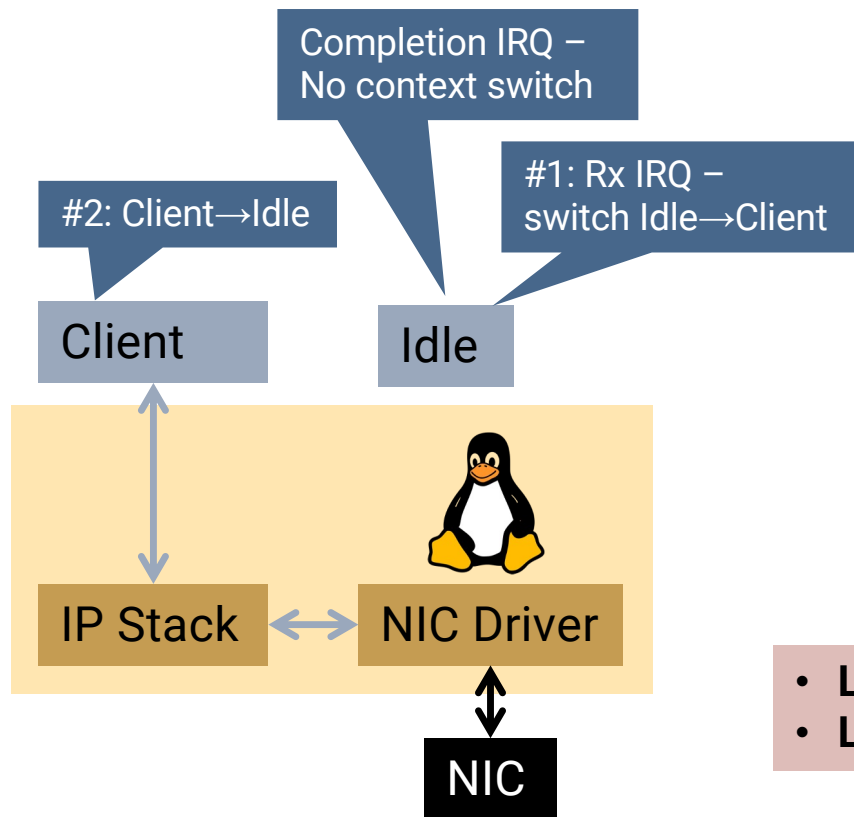 Completion IRQ –
No context switch
#1: Rx IRQ –
switch Idle→Client
#2: Client→Idle
Client
Idle
IP Stack
NIC Driver
NIC
• L
• L